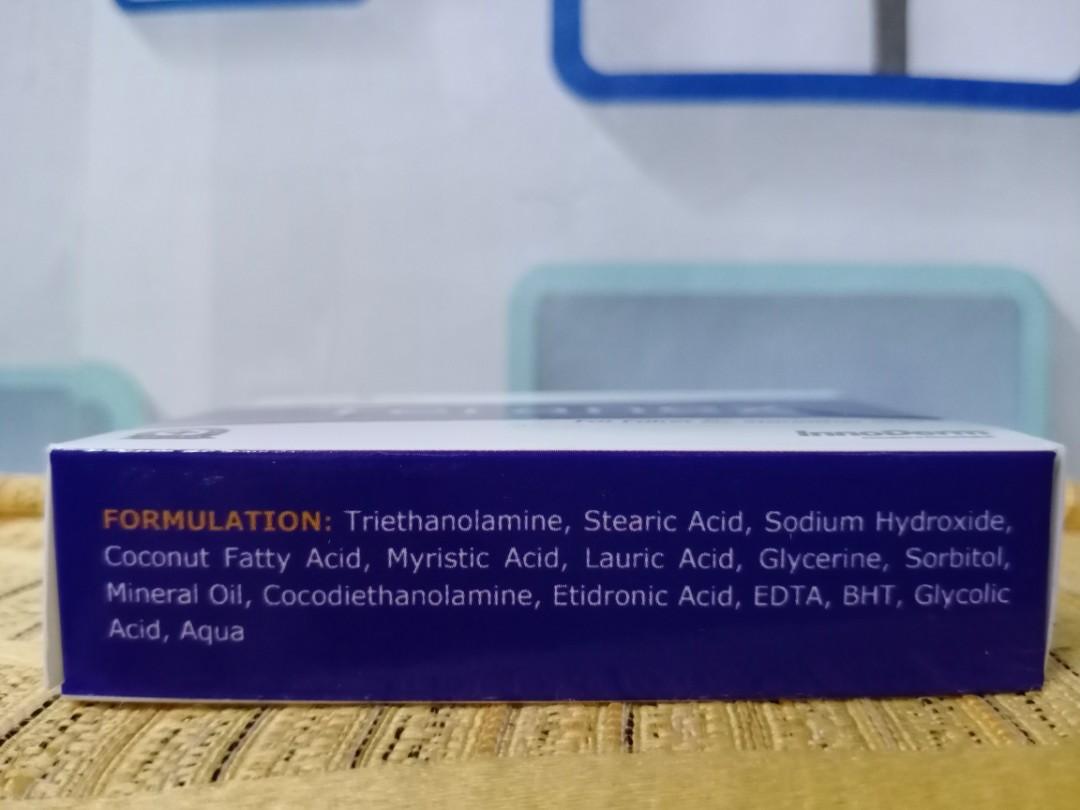 InnoDerm
FORMULATION: Triethanolamine, Stearic Acid, Sodium Hydroxide,
Coconut Fatty Acid, Myristic Acid, Lauric Acid, Glycerine, Sorbitol,
Mineral Oil, Cocodiethanolamine, Etidronic Acid, EDTA, BHT, Glycolic
Acid, Aqua